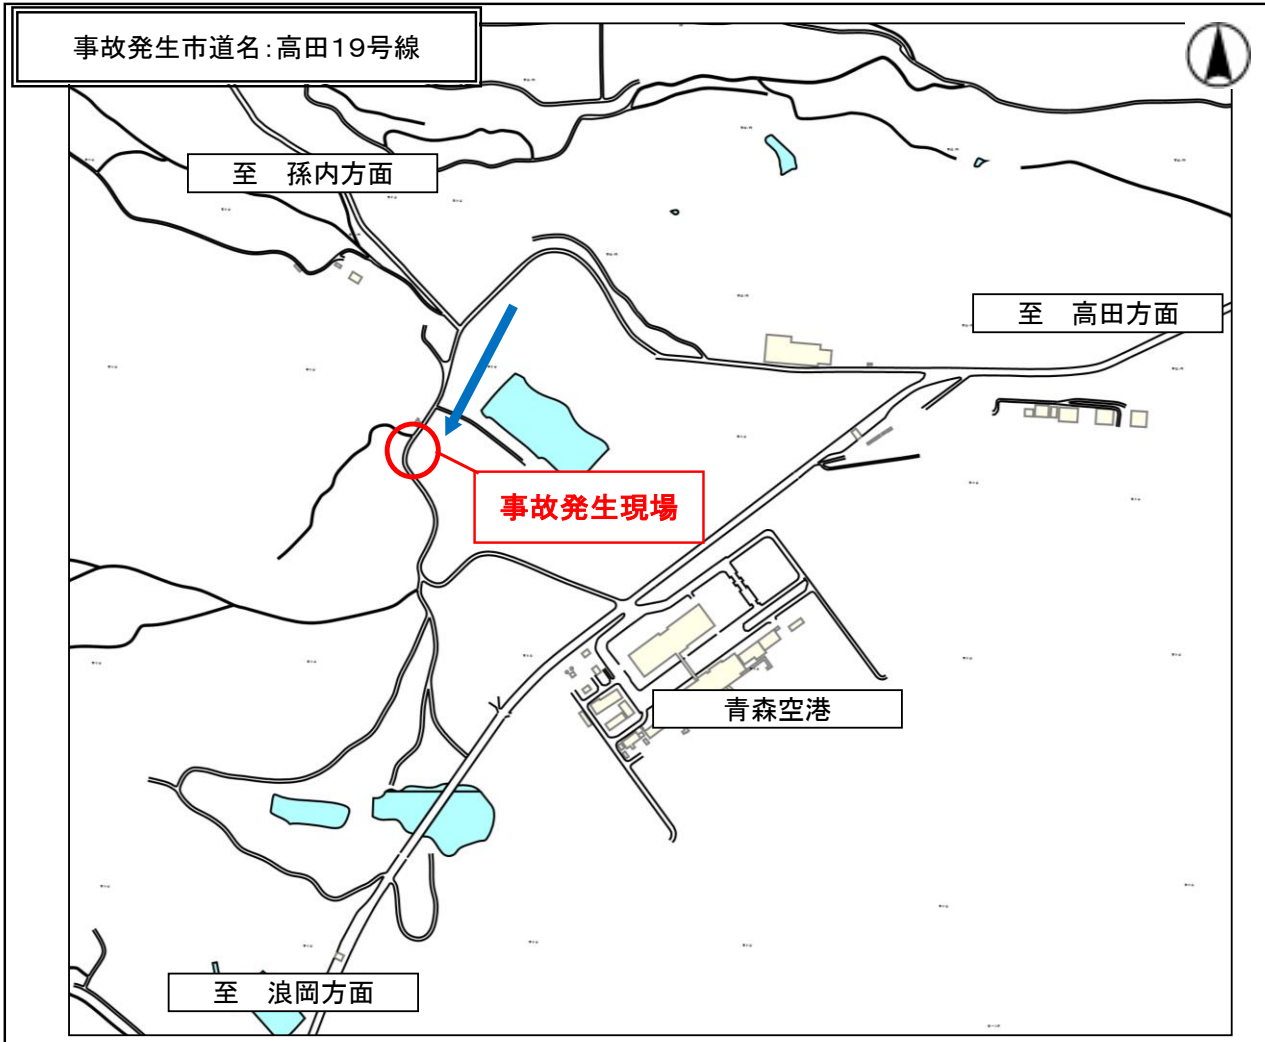 事故発生市道名：高田１９号線
至　孫内方面
至　高田方面
事故発生現場
青森空港
至　浪岡方面